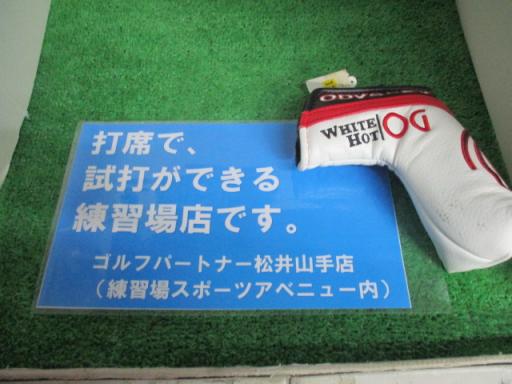 打席で、
試打ができる
練習場店です。
ゴルフパートナー松井山手店
（練習場スポーツアベニュー内）
WHITE
HOT
OD